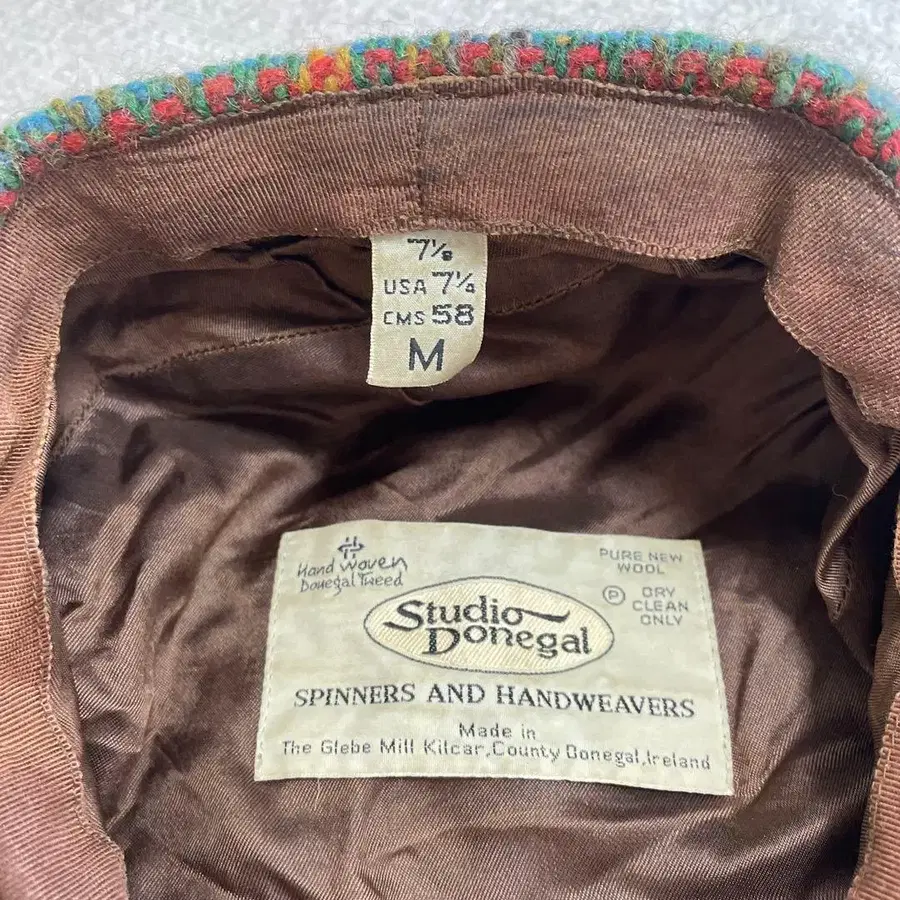 7⅛
USA 7¼
CMS 58
M
Hand Woven
Donegal Tweed
PURE NEW
WOOL
P DRY
CLEAN
ONLY
Studio
Donegal
SPINNERS AND HANDWEAVERS
Made in
The Glebe Mill Kilcar, County Donegal, Ireland